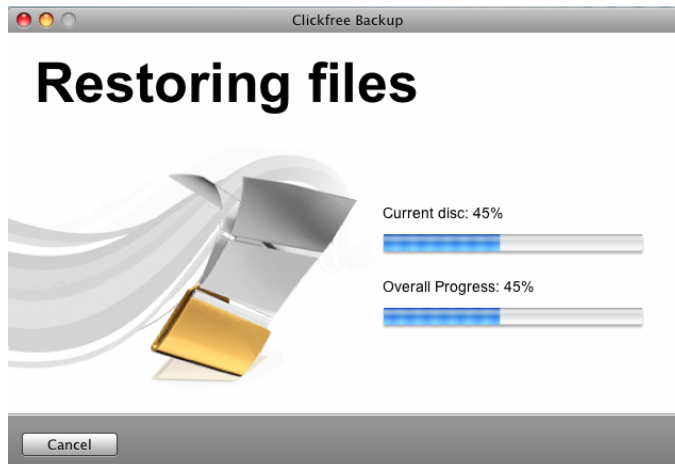 Clickfree Backup
Restoring files
Current disc: 45%
Overall Progress: 45%
Cancel